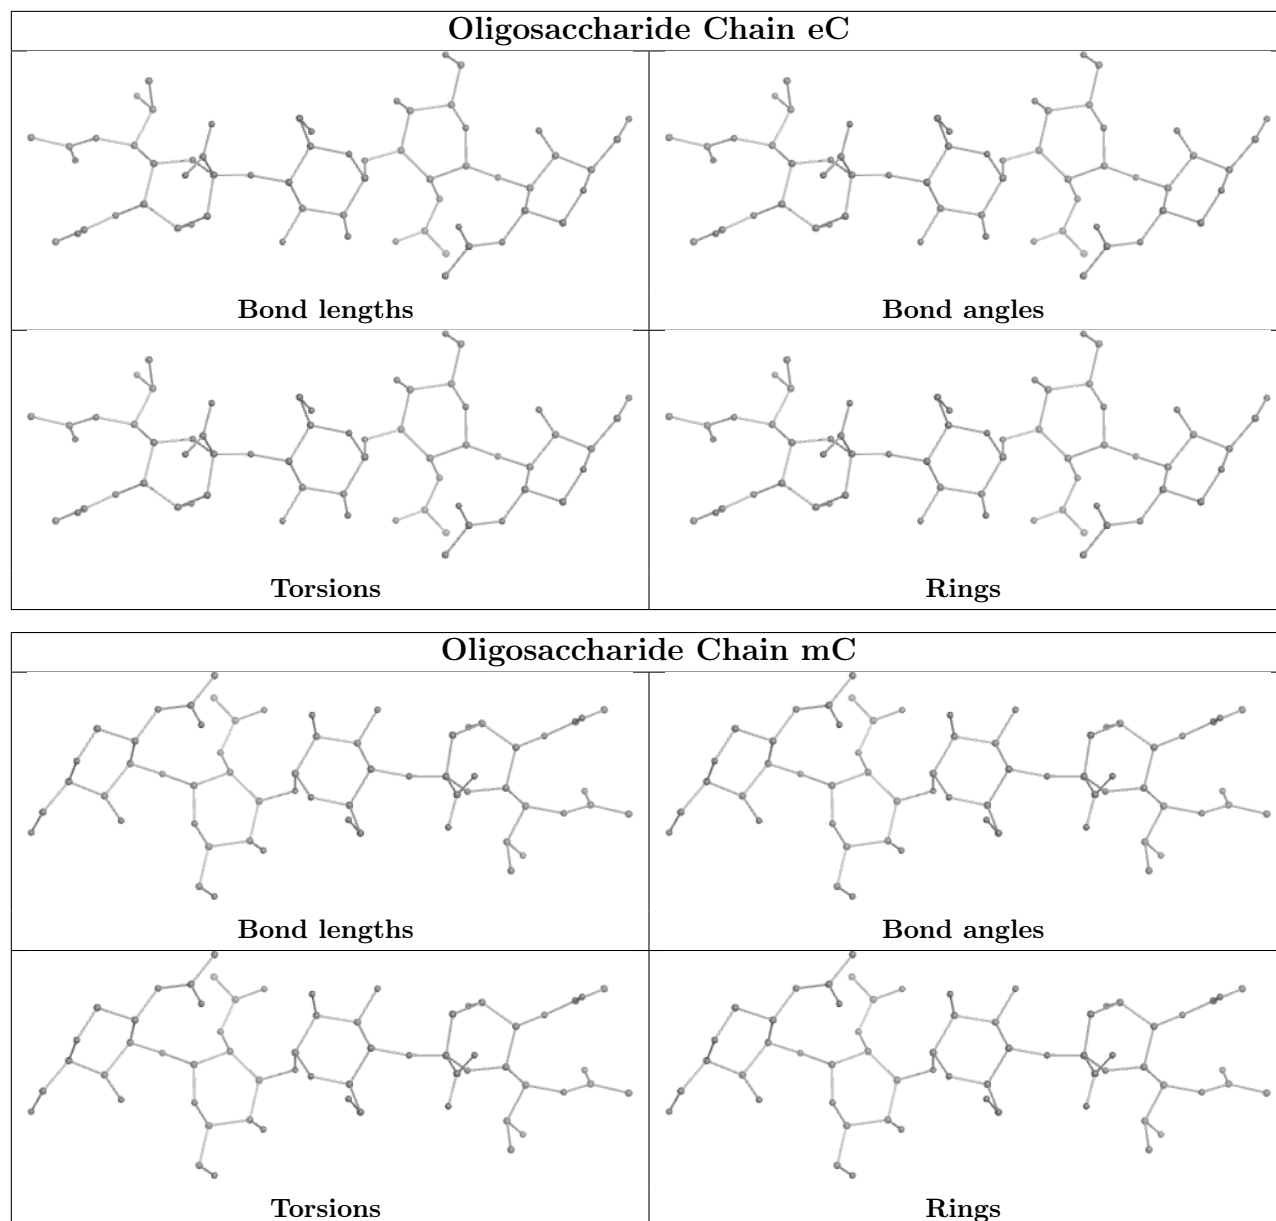 Oligosaccharide Chain eC
Bond lengths
Bond angles
Torsions
Rings
Oligosaccharide Chain mC
Bond lengths
Bond angles
Torsions
Rings